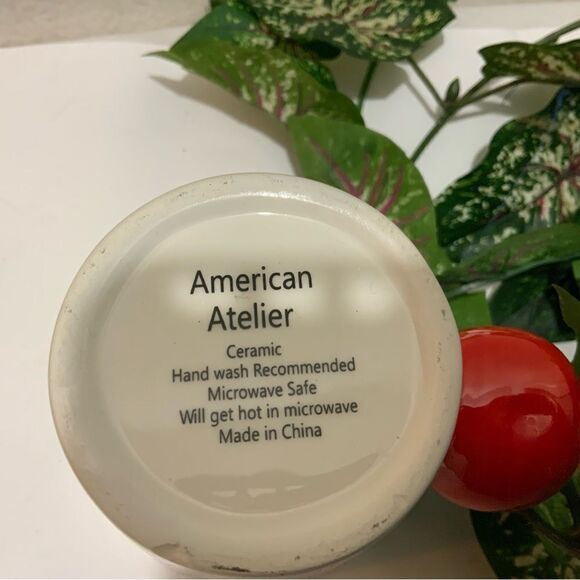 American
Atelier
Ceramic
Hand wash Recommended
Microwave Safe
Will get hot in microwave
Made in China